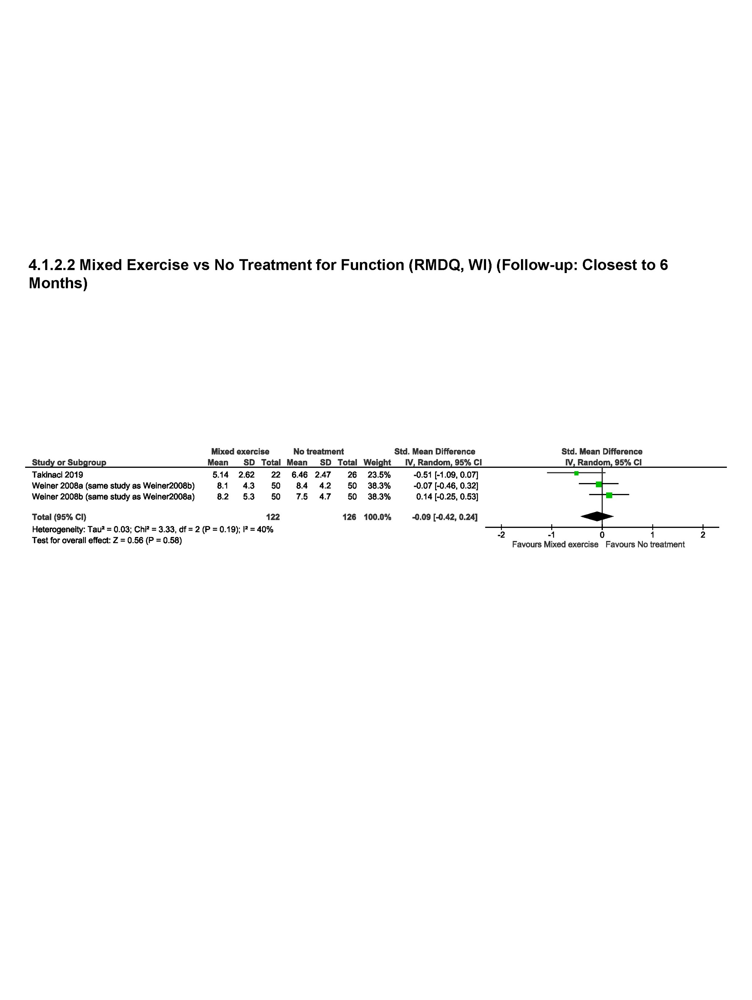 4.1.2.2 Mixed Exercise vs No Treatment for Function (RMDQ, WI) (Follow-up: Closest to 6
Months)
Mixed exercise No treatment Std. Mean Difference Std. Mean Difference
Study or Subgroup Mean SD Total Mean SD Total Weight IV, Random, 95% CI IV, Random, 95% CI
Takinaci 2019 5.14 2.62 22 6.46 2.47 26 23.5% -0.51 [-1.09, 0.07]
Weiner 2008a (same study as Weiner2008b) 8.1 4.3 50 8.4 4.2 50 38.3% -0.07 [-0.46, 0.32]
Weiner 2008b (same study as Weiner2008a) 8.2 5.3 50 7.5 4.7 50 38.3% 0.14 [-0.25, 0.53]
Total (95% CI) 122 126 100.0% -0.09 [-0.42, 0.24]
Heterogeneity: Tau² = 0.03; Chi² = 3.33, df = 2 (P = 0.19); I² = 40%
Test for overall effect: Z = 0.56 (P = 0.58)
-2 -1 0 1 2
Favours Mixed exercise Favours No treatment